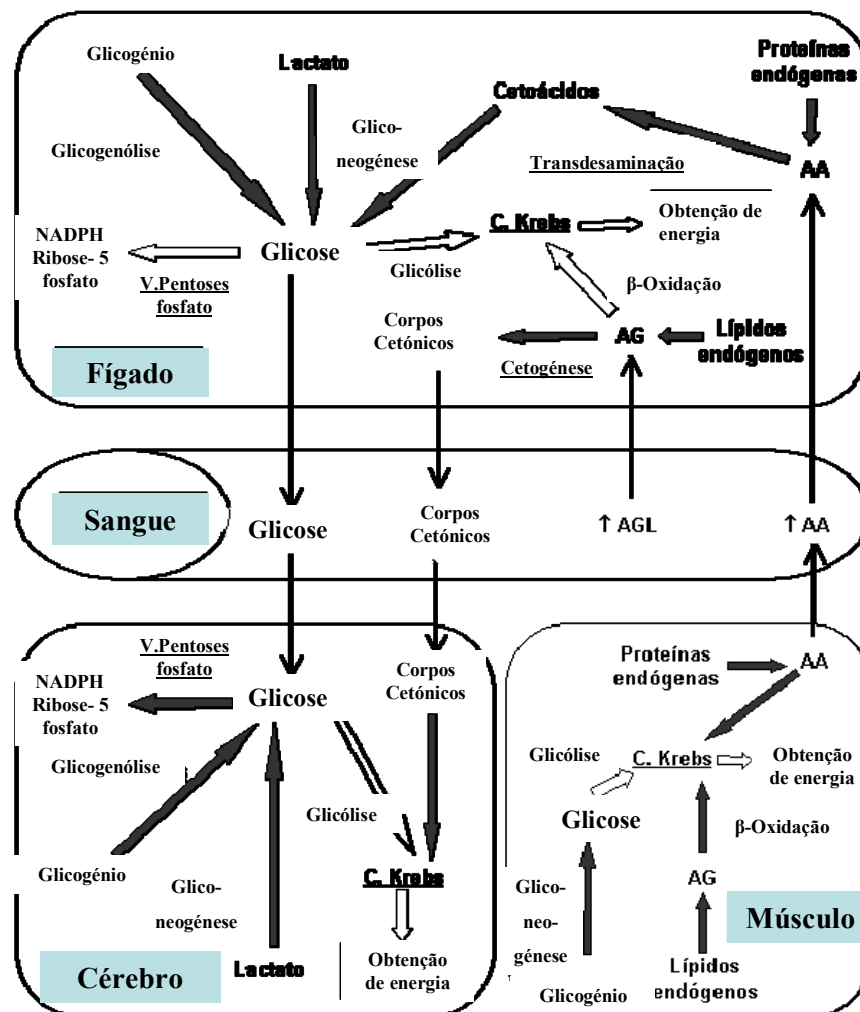 Glicogénio
Lactato
Proteínas
endógenas
Cetoácidos
Glico-
neogénese
Glicogenólise
Transdesaminação
AA
NADPH
Ribose- 5
fosfato
V.Pentoses
fosfato
Glicose
Glicólise
C. Krebs
Obtenção de
energia
β-Oxidação
Corpos
Cetónicos
Cetogénese
AG
Lípidos
endógenos
Fígado
Sangue
Glicose
Corpos
Cetónicos
↑ AGL
↑ AA
V.Pentoses
fosfato
NADPH
Ribose- 5
fosfato
Glicose
Corpos
Cetónicos
Glicogenólise
Glicólise
Glicogénio
Glico-
neogénese
C. Krebs
Obtenção
de energia
Lactato
Cérebro
Proteínas
endógenas
AA
Glicólise
C. Krebs
Obtenção
de energia
Glicose
β-Oxidação
Glico-
neo-
génese
AG
Músculo
Glicogénio
Lípidos
endógenos